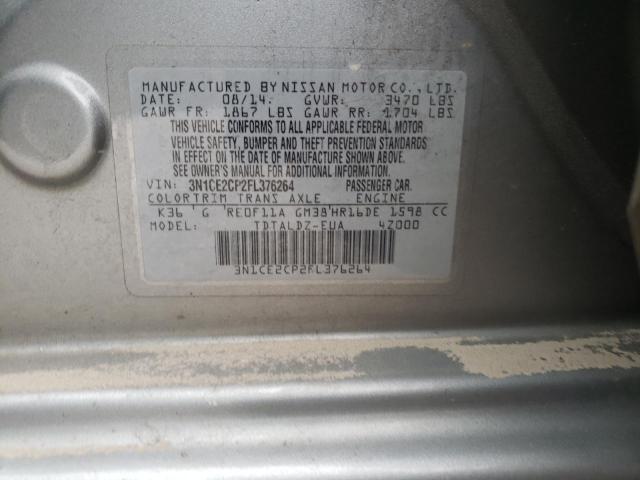 MANUFACTURED BY NISSAN MOTOR CO., LTD.
DATE: 08/14. GVWR: 3470 LBS
GAWR FR: 1867 LBS GAWR RR: 1704 LBS
THIS VEHICLE CONFORMS TO ALL APPLICABLE FEDERAL MOTOR
VEHICLE SAFETY, BUMPER AND THEFT PREVENTION STANDARDS
IN EFFECT ON THE DATE OF MANUFACTURE SHOWN ABOVE.
SEE OWNER'S MANUAL FOR ADDITIONAL INFORMATION.
VIN: 3N1CE2CP2FL376264 PASSENGER CAR.
COLOR TRIM TRANS AXLE ENGINE
K36 G RE0F11A GM38 HR16DE 1598 CC
TDTALDZ-EUA 4Z000
3N1CE2CP2FL376264